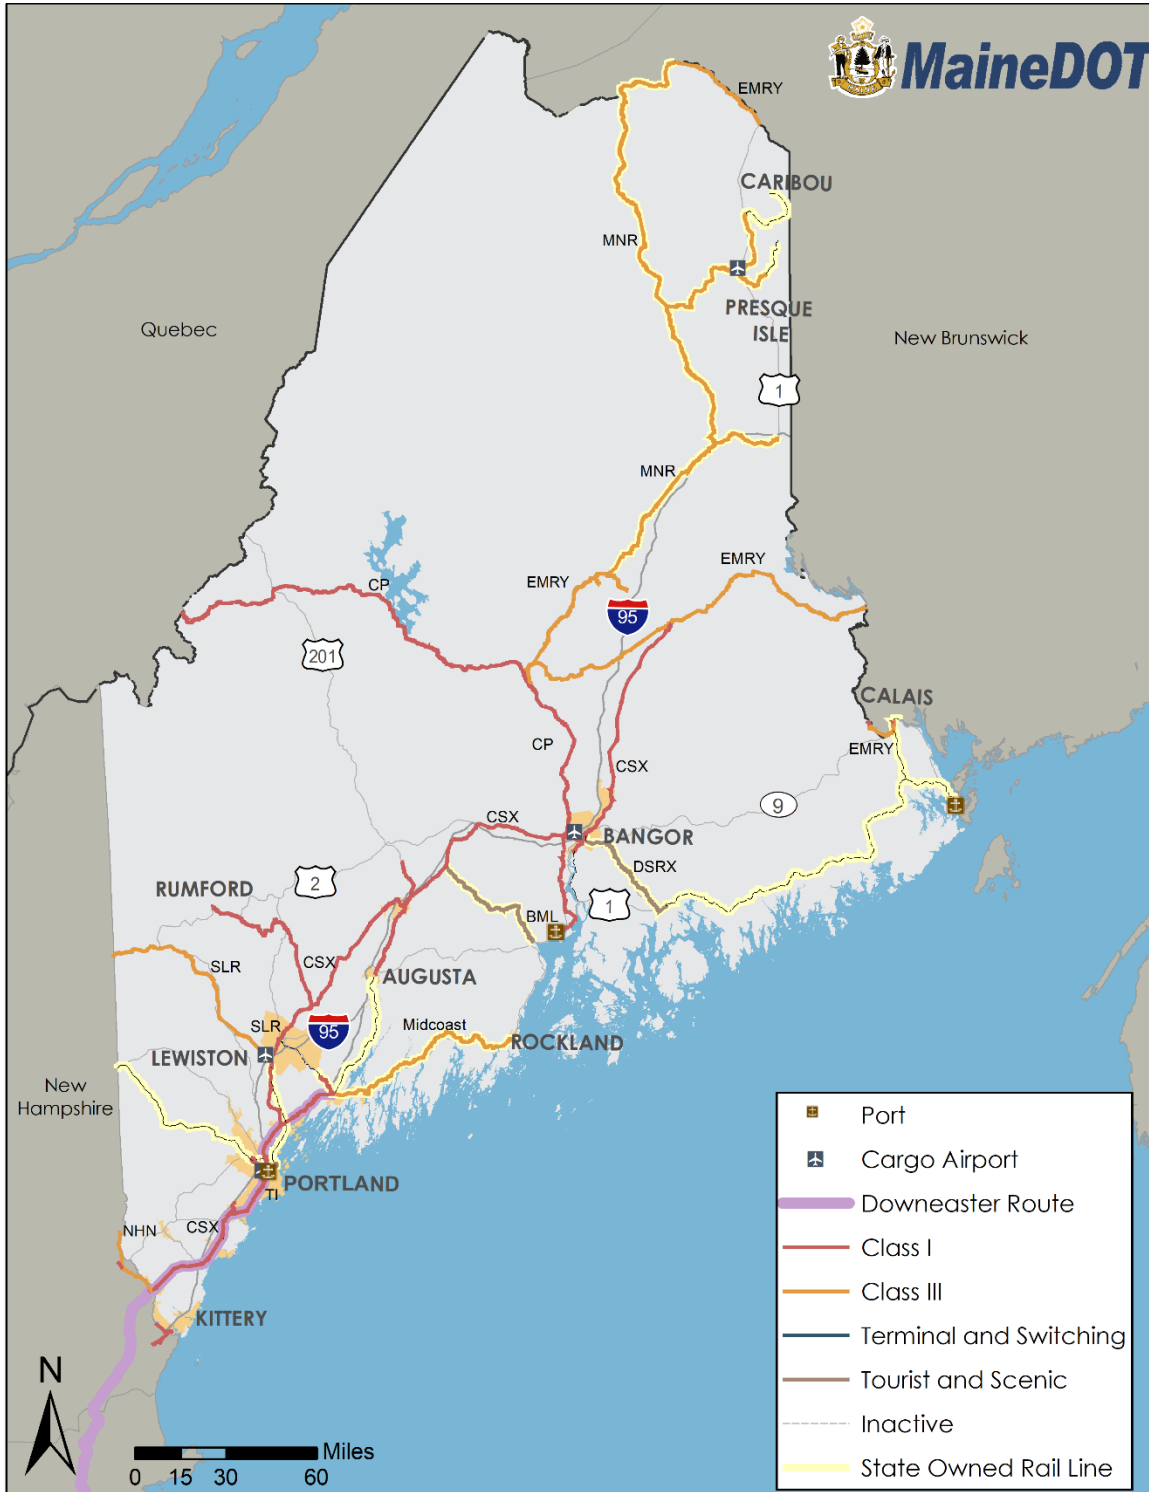 MAINE
MaineDOT
EMRY
CARIBOU
MNR
PRESQUE
ISLE
Quebec
New Brunswick
1
MNR
EMRY
EMRY
CP
95
201
CALAIS
EMRY
CP
CSX
9
CSX
BANGOR
DSRX
RUMFORD
2
1
BML
SLR
CSX
AUGUSTA
Midcoast
SLR
95
ROCKLAND
LEWISTON
New
Hampshire
PORTLAND
TI
NHN
CSX
KITTERY
Port
Cargo Airport
Downeaster Route
Class I
Class III
Terminal and Switching
Tourist and Scenic
Inactive
State Owned Rail Line
N
Miles
0 15 30 60